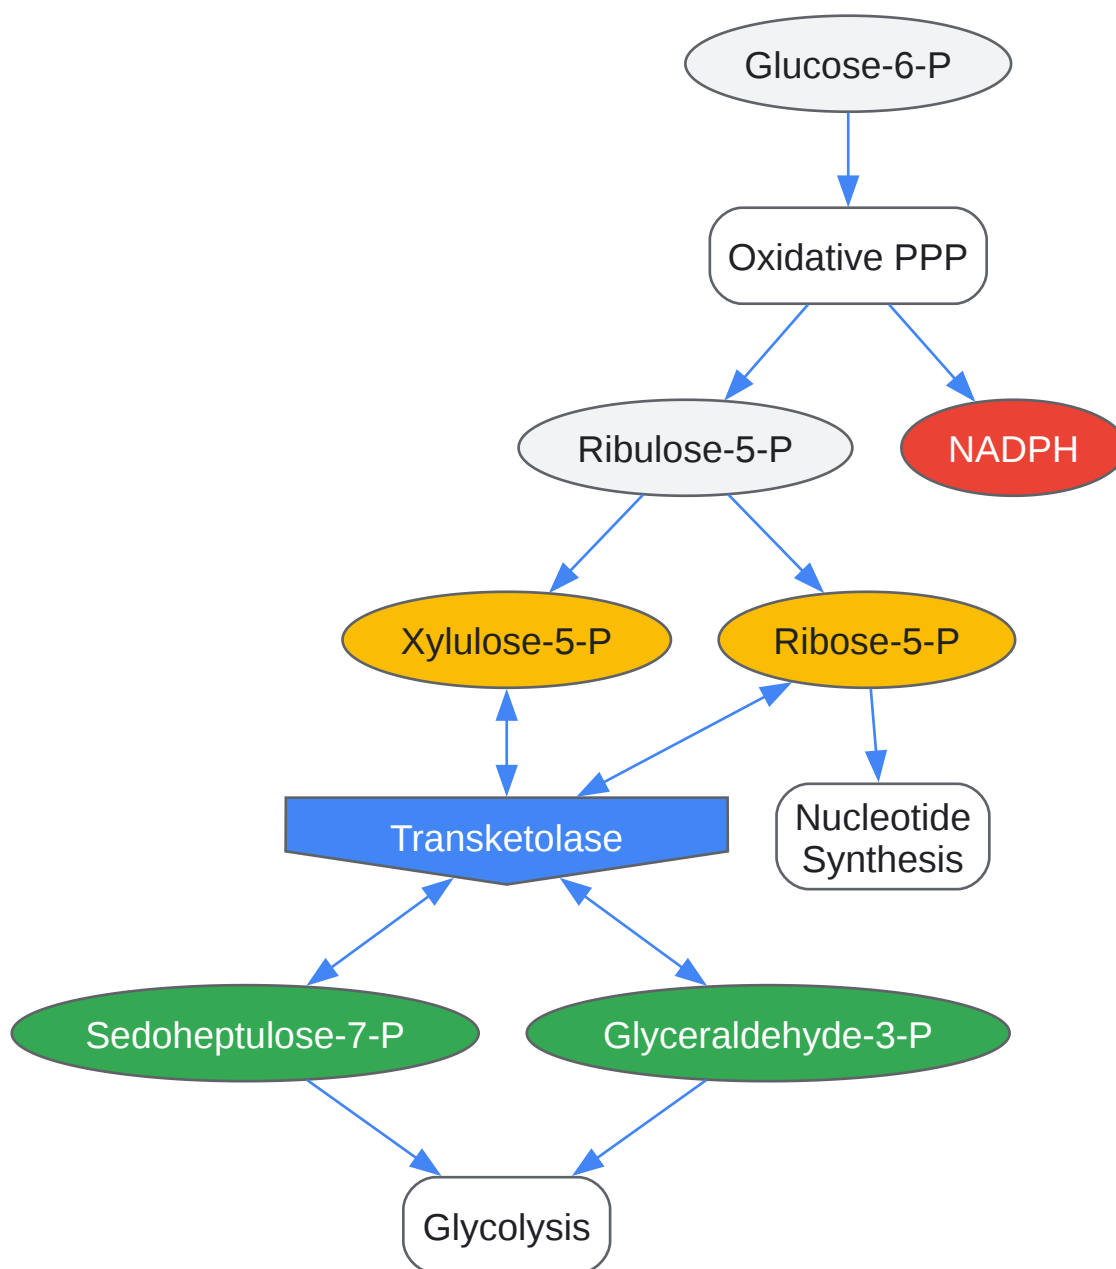 Glucose-6-P
Oxidative PPP
Ribulose-5-P
NADPH
Xylulose-5-P
Ribose-5-P
Transketolase
Nucleotide
Synthesis
Sedoheptulose-7-P
Glyceraldehyde-3-P
Glycolysis